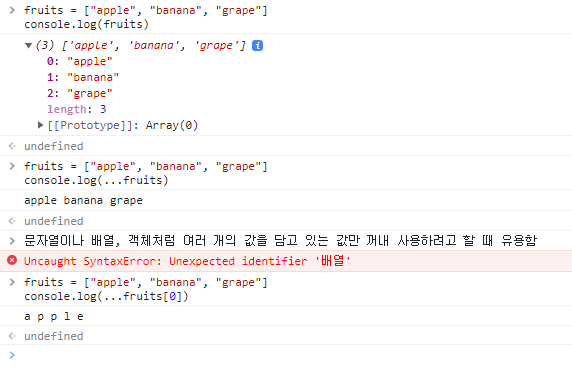 fruits = ["apple", "banana", "grape"]
console.log(fruits)
(3) ['apple', 'banana', 'grape'] i
0: "apple"
1: "banana"
2: "grape"
length: 3
[[Prototype]]: Array(0)
undefined
fruits = ["apple", "banana", "grape"]
console.log(...fruits)
apple banana grape
undefined
문자열이나 배열, 객체처럼 여러 개의 값을 담고 있는 값만 꺼내 사용하려고 할 때 유용함
Uncaught SyntaxError: Unexpected identifier '배열'
fruits = ["apple", "banana", "grape"]
console.log(...fruits[0])
a p p l e
undefined